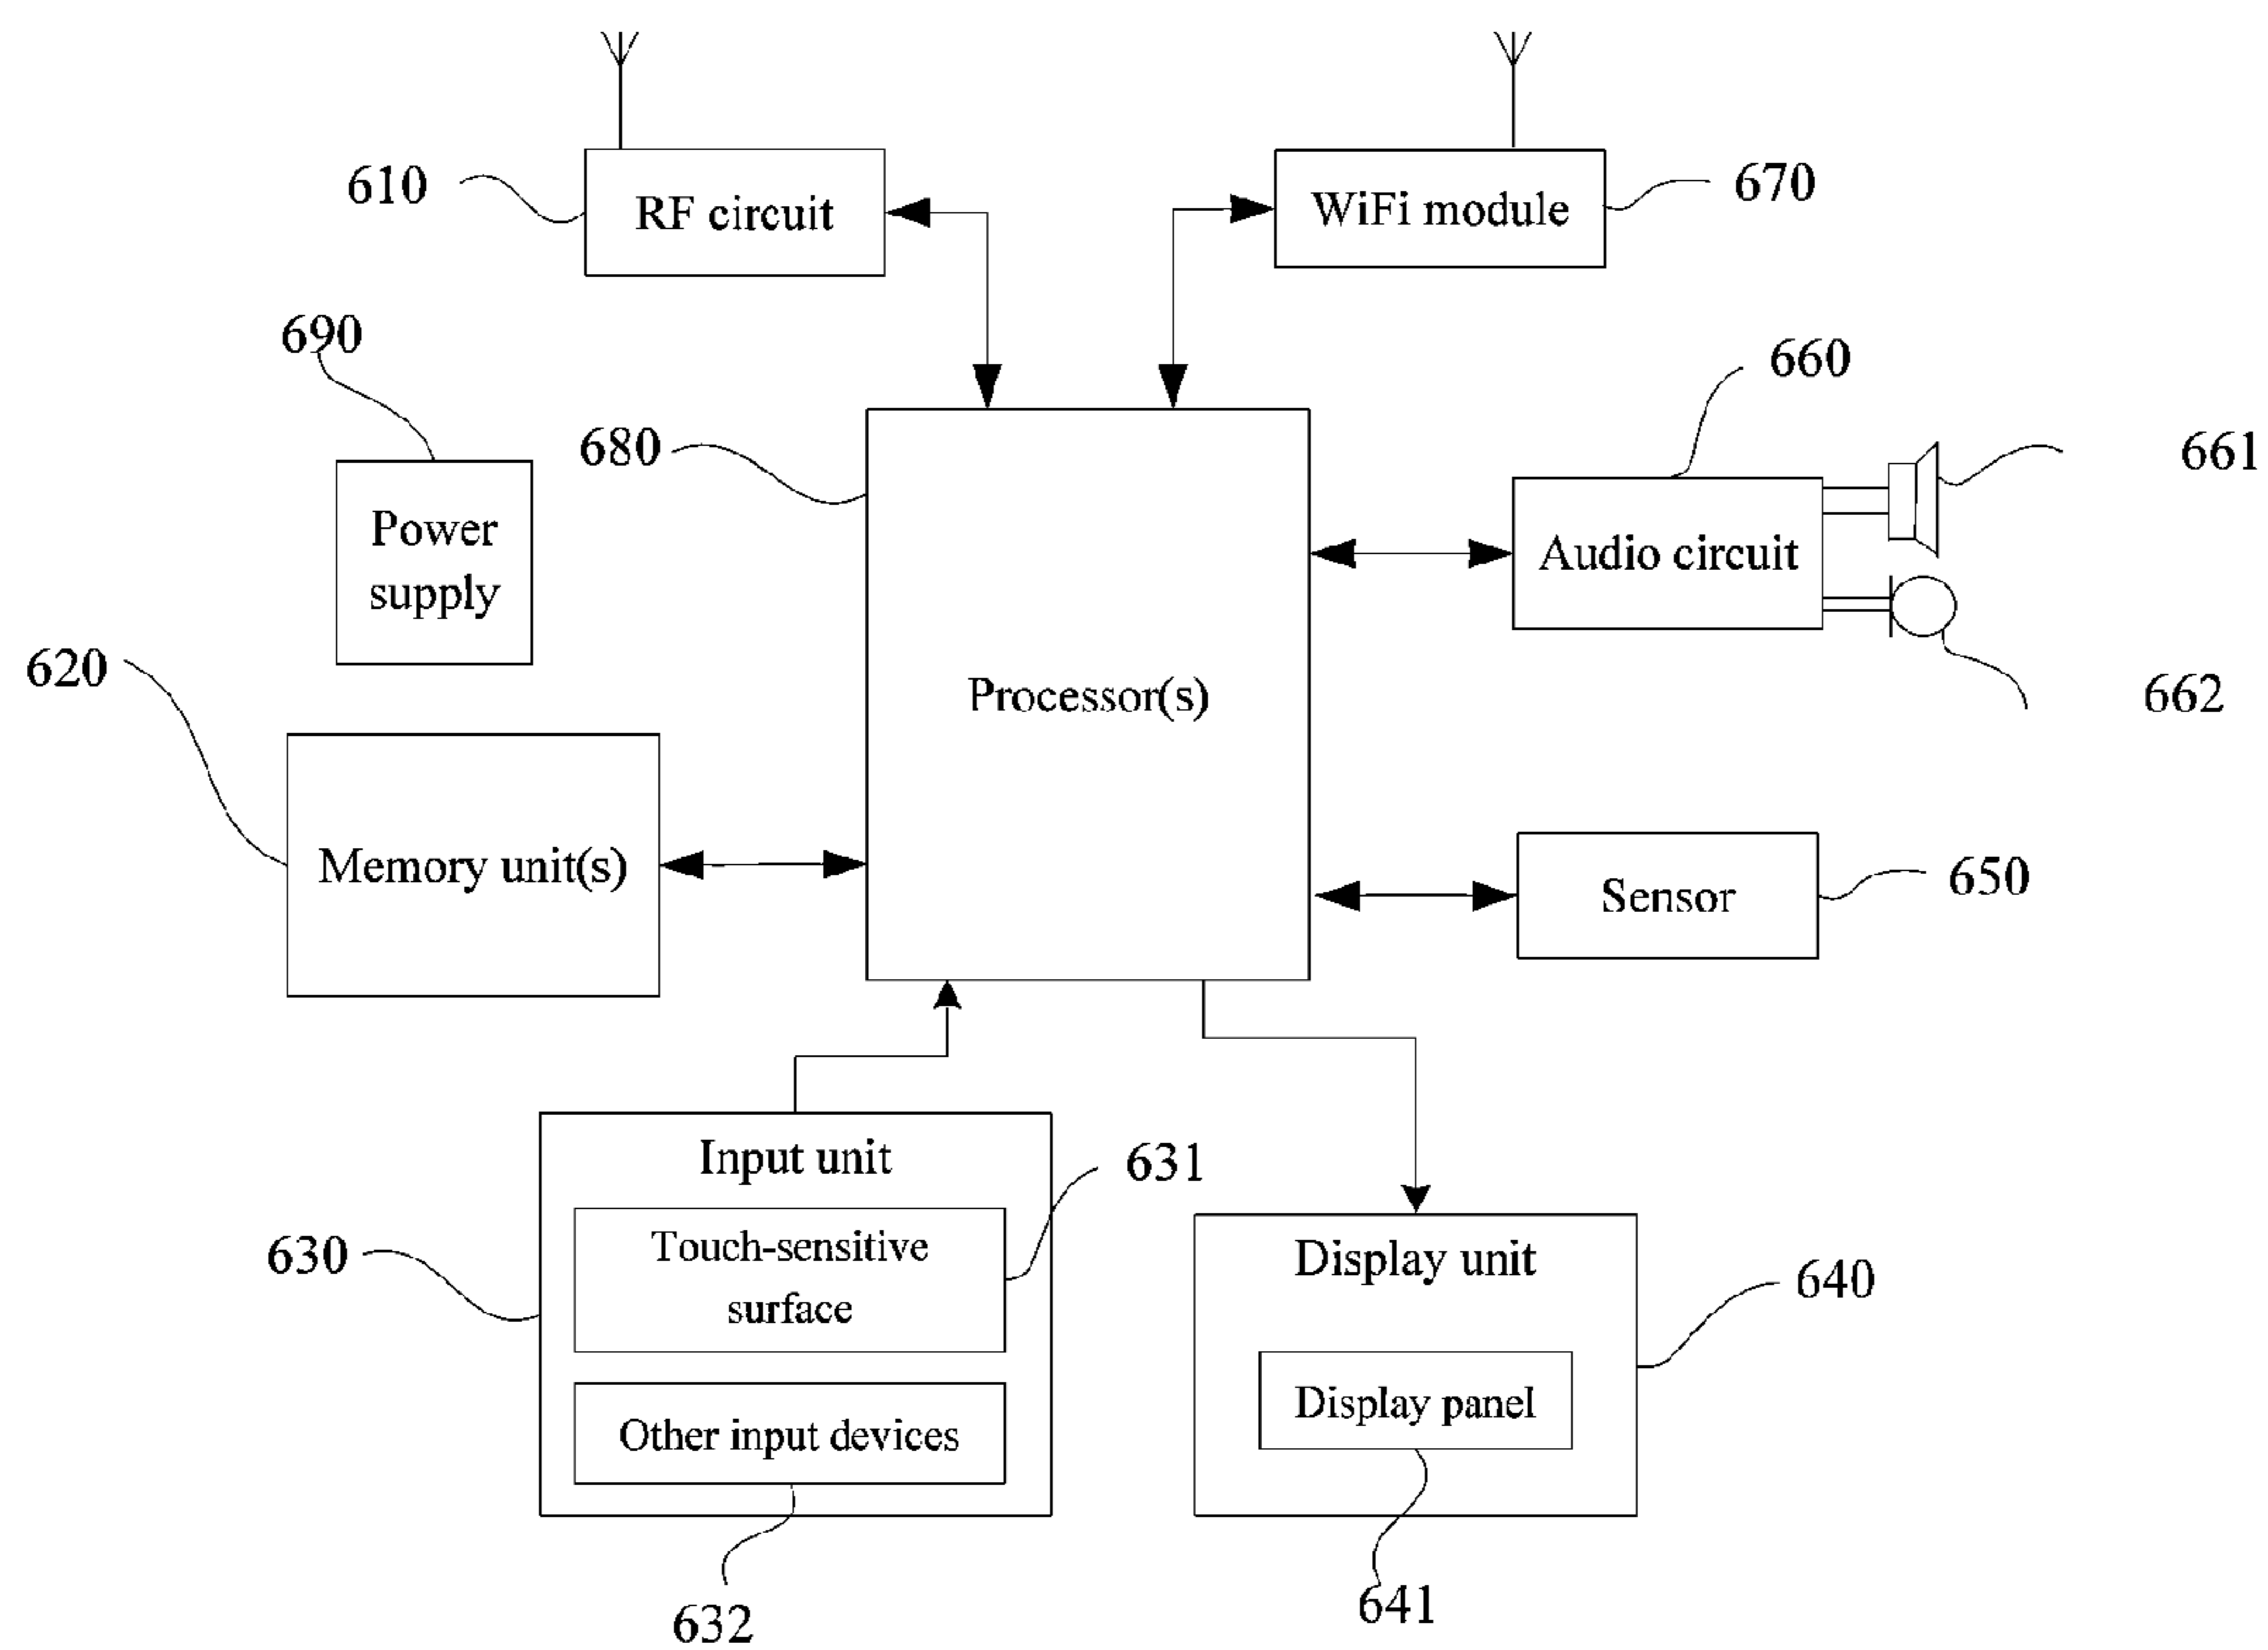 610
RF circuit
WiFi module
670
690
660
680
661
Power
supply
Audio circuit
620
Processor(s)
662
Memory unit(s)
Sensor
650
Input unit
631
630
Touch-sensitive
surface
Display unit
640
Other input devices
Display panel
632
641